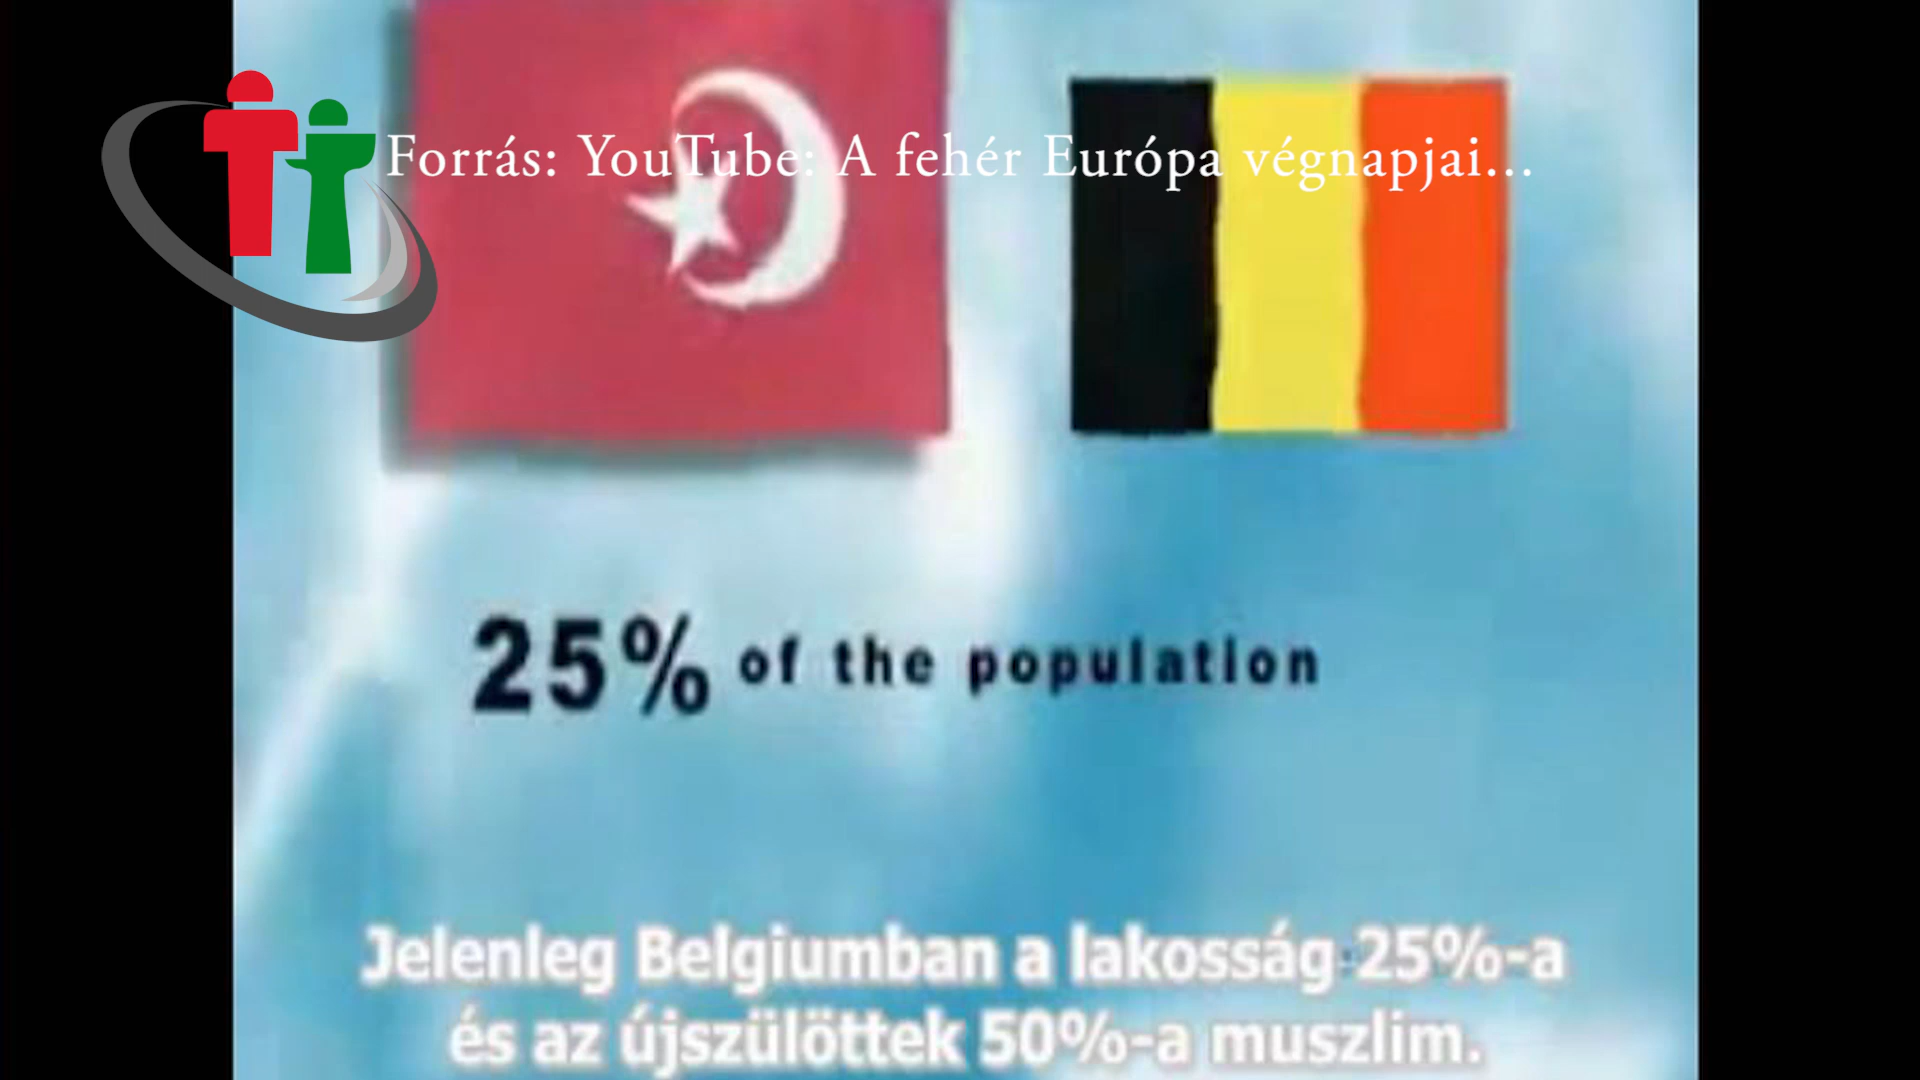 Forrás: YouTube: A fehér Európa végnapjai...
25% of the population
Jelenleg Belgiumban a lakosság 25%-a
és az újszülöttek 50%-a muszlim.